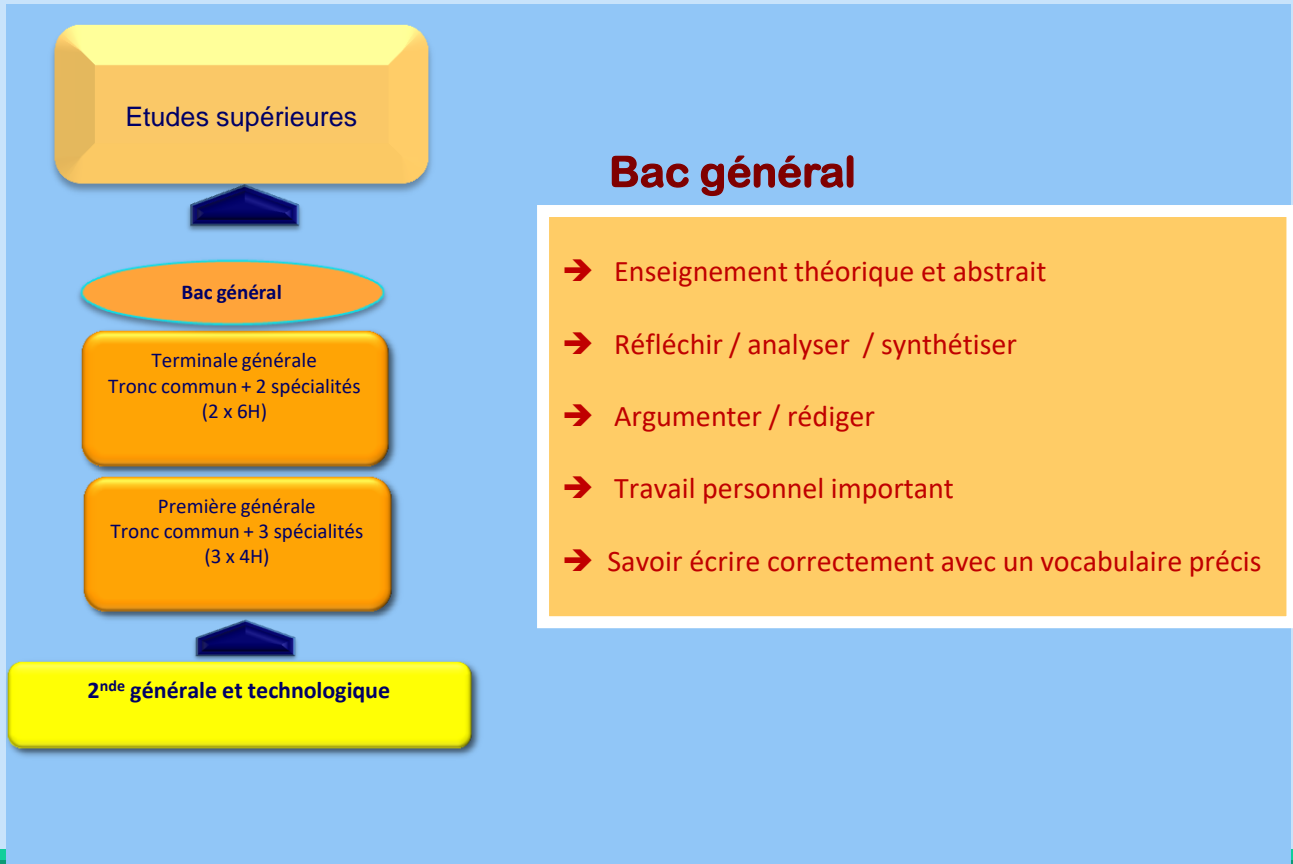 Etudes supérieures
Bac général
Terminale générale
Tronc commun + 2 spécialités
(2 x 6H)
Première générale
Tronc commun + 3 spécialités
(3 x 4H)
2nde générale et technologique
Bac général
➔ Enseignement théorique et abstrait
➔ Réfléchir / analyser / synthétiser
➔ Argumenter / rédiger
➔ Travail personnel important
➔ Savoir écrire correctement avec un vocabulaire précis